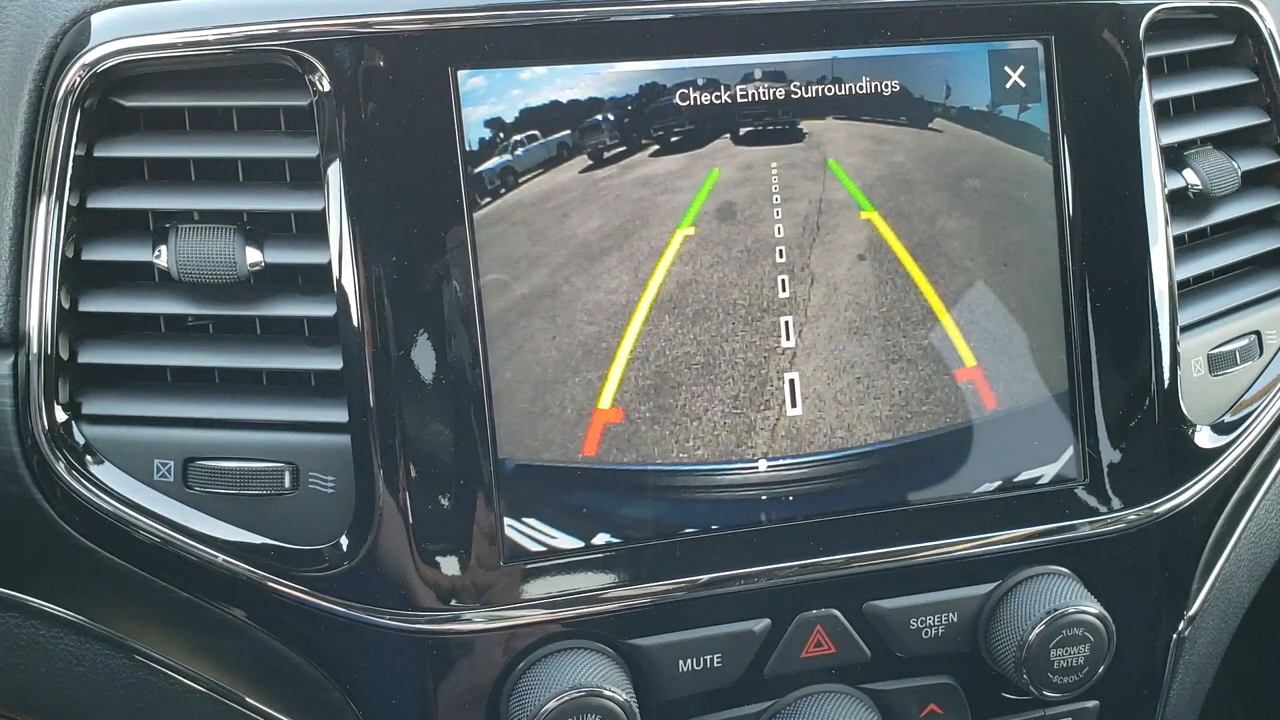 Check Entire Surroundings
MUTE
SCREEN
OFF
TUNE
BROWSE
ENTER
SCROLL